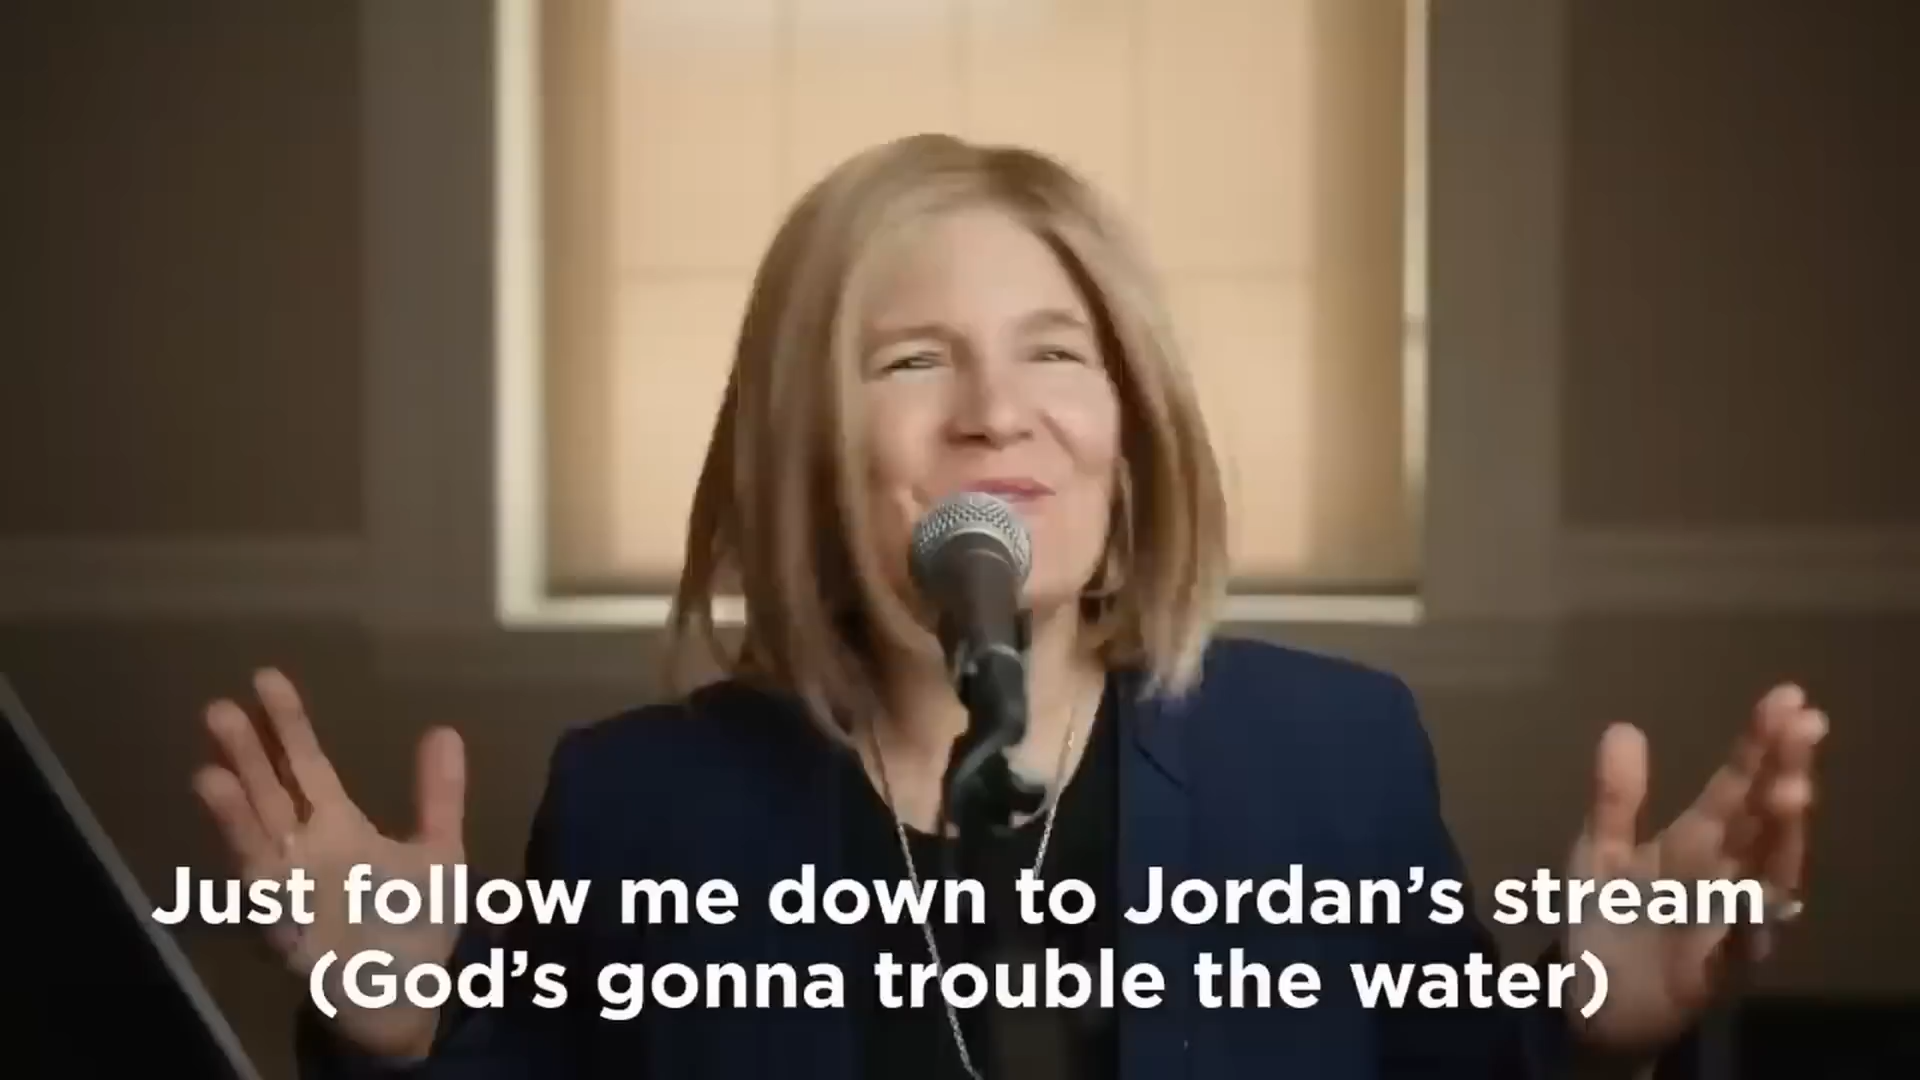 Just follow me down to Jordan’s stream
(God’s gonna trouble the water)